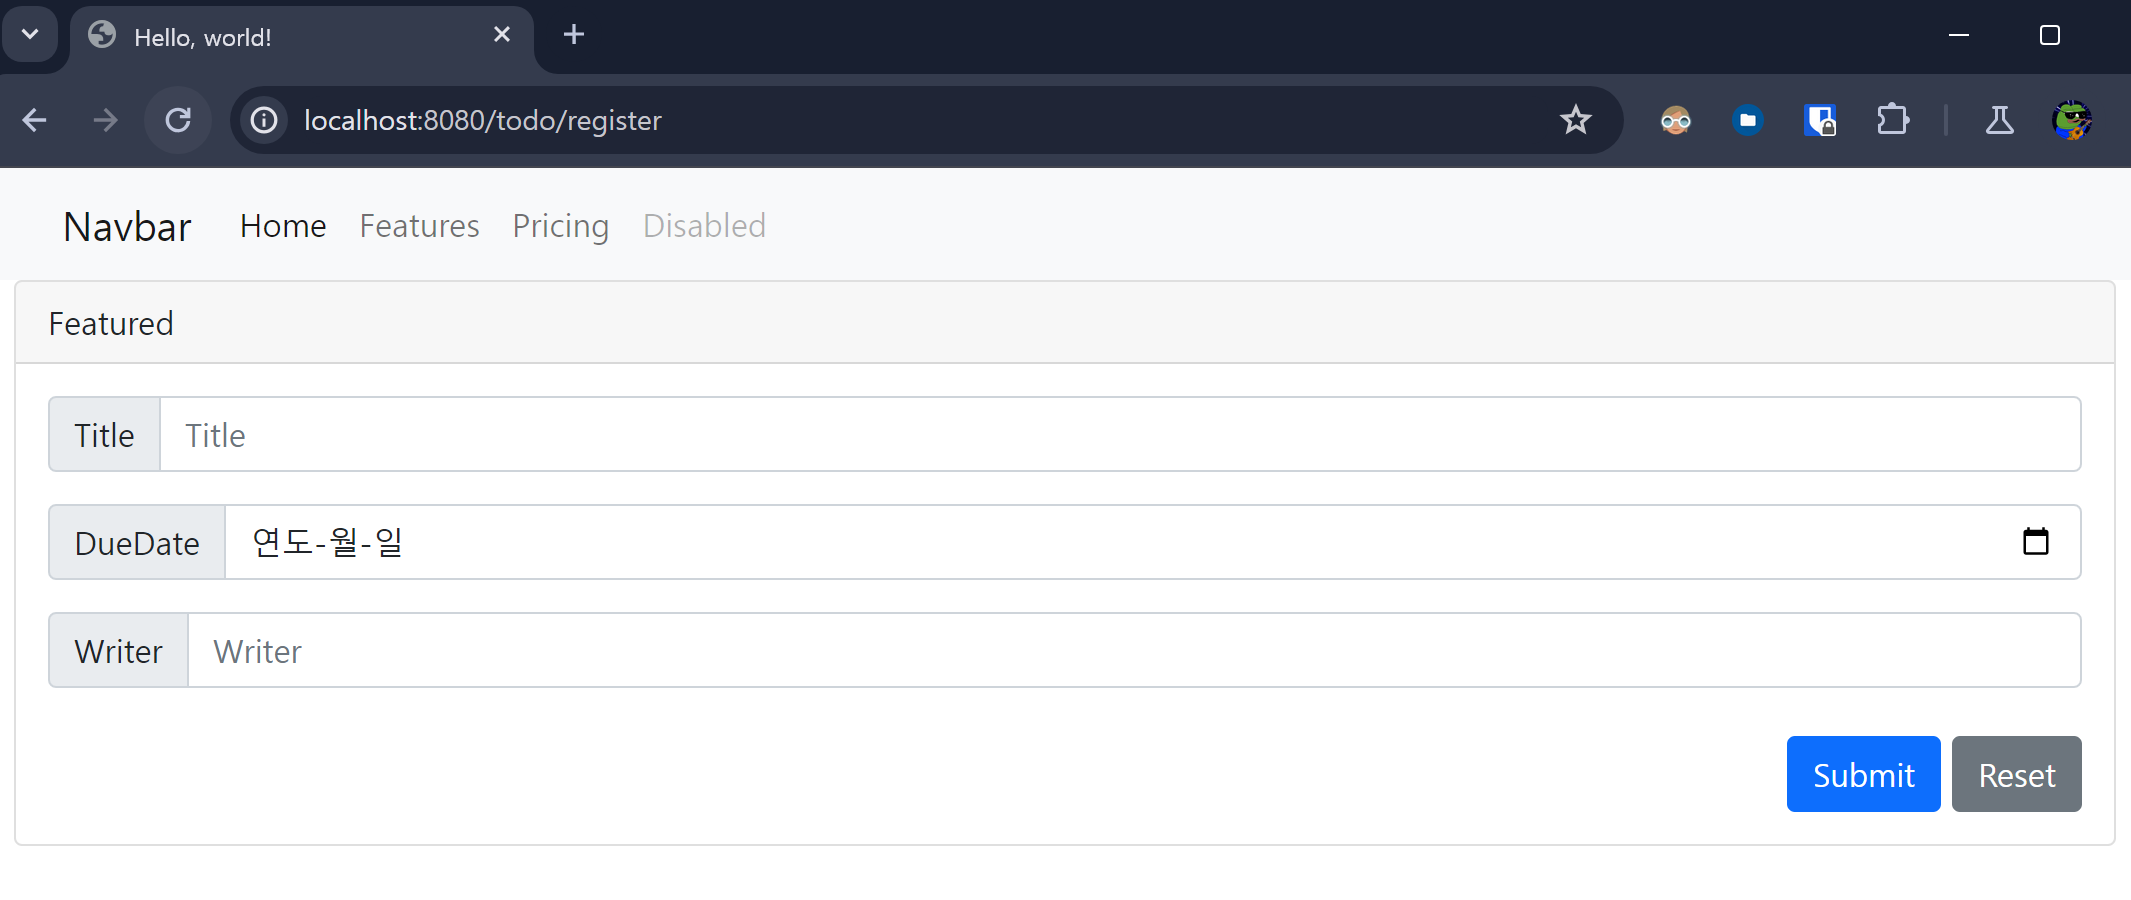 Hello, world!
localhost:8080/todo/register
Navbar Home Features Pricing Disabled
Featured
Title Title
DueDate 연도-월-일
Writer Writer
Submit Reset